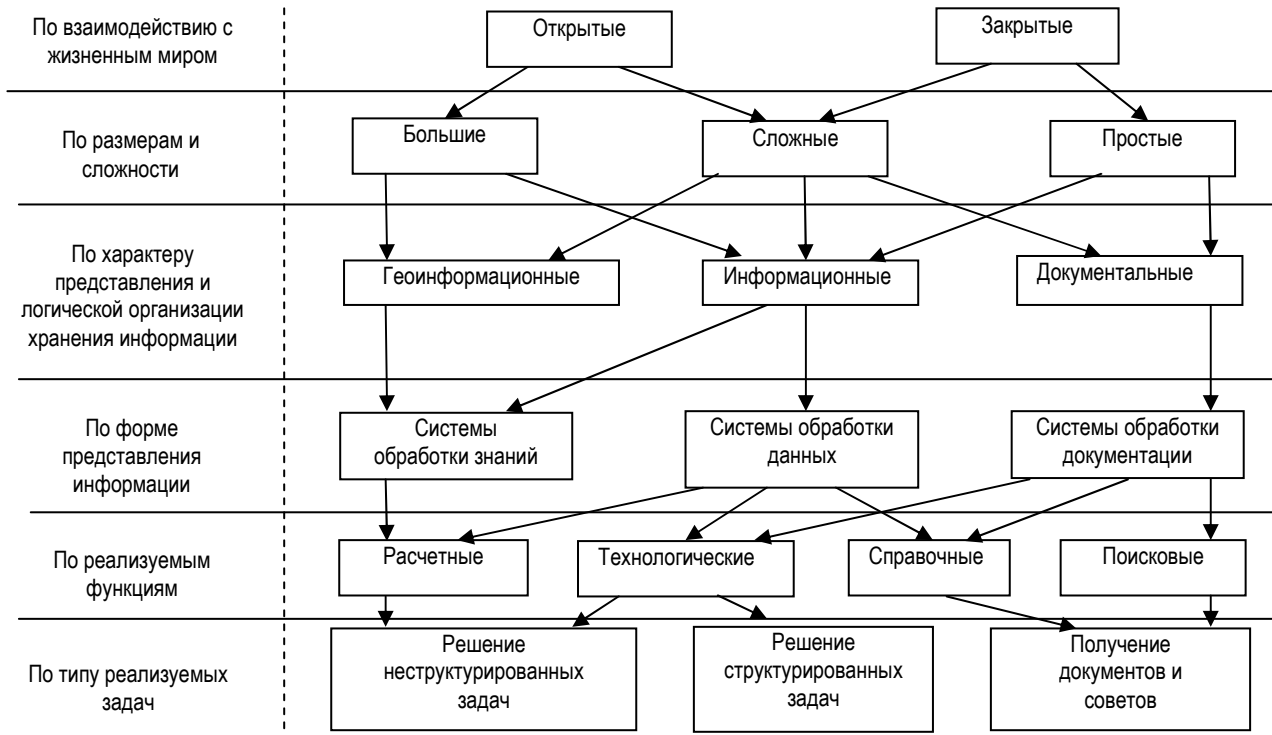 По взаимодействию с
жизненным миром
Открытые
Закрытые
По размерам и
сложности
Большие
Сложные
Простые
По характеру
представления и
логической организации
хранения информации
Геоинформационные
Информационные
Документальные
По форме
представления
информации
Системы
обработки знаний
Системы обработки
данных
Системы обработки
документации
По реализуемым
функциям
Расчетные
Технологические
Справочные
Поисковые
По типу реализуемых
задач
Решение
неструктурированных
задач
Решение
структурированных
задач
Получение
документов и
советов